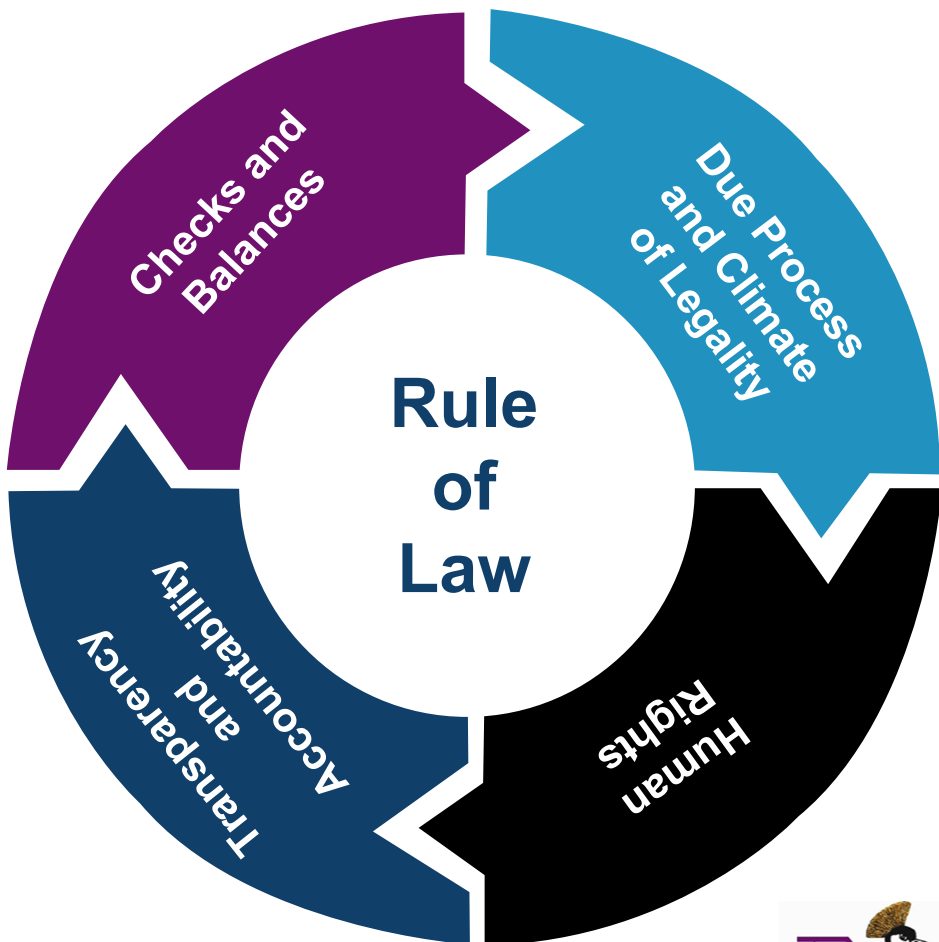 Checks and
Balances
Due Process
and Climate
of Legality
Human
Rights
Transparency
and
Accountability
Rule
of
Law